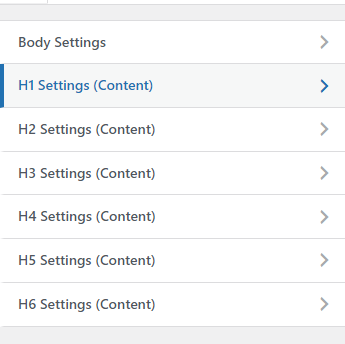 Body Settings
H1 Settings (Content)
H2 Settings (Content)
H3 Settings (Content)
H4 Settings (Content)
H5 Settings (Content)
H6 Settings (Content)